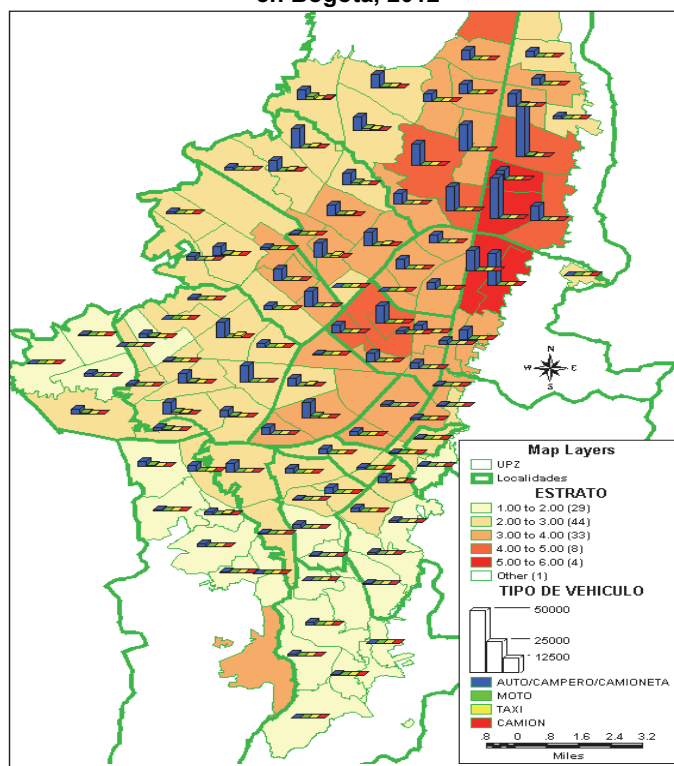 en Bogotá, 2012
N
W E
S
Map Layers
UPZ
Localidades
ESTRATO
1.00 to 2.00 (29)
2.00 to 3.00 (44)
3.00 to 4.00 (33)
4.00 to 5.00 (8)
5.00 to 6.00 (4)
Other (1)
TIPO DE VEHICULO
50000
25000
12500
AUTO/CAMPERO/CAMIONETA
MOTO
TAXI
CAMION
.8 0 .8 1.6 2.4 3.2
Miles